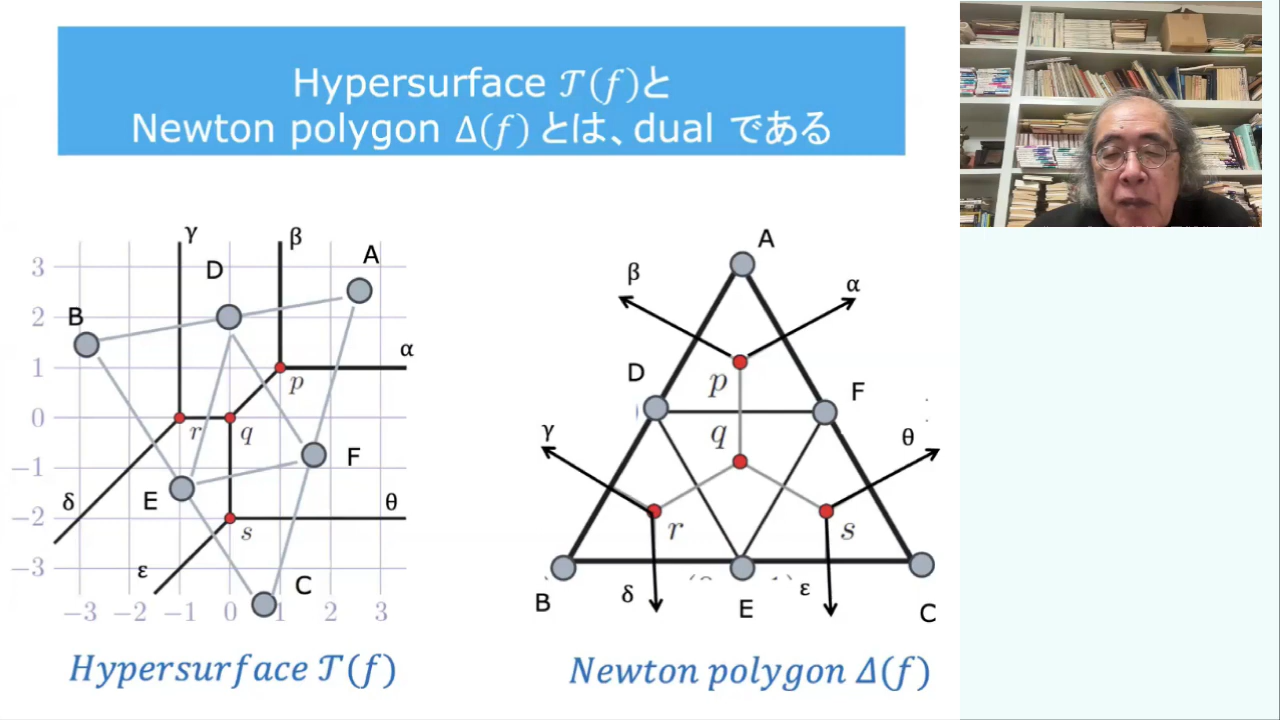 Hypersurface 𝒯(f)と
Newton polygon Δ(f) とは、dual である
γ
β
A
D
3
B
2
α
1
p
0
r
q
−1
F
δ
E
θ
−2
s
−3
ε
C
−3 −2 −1 0 1 2 3
Hypersurface 𝒯(f)
A
β
α
p
D
F
q
γ
θ
r
s
δ
ε
B
E
C
Newton polygon Δ(f)